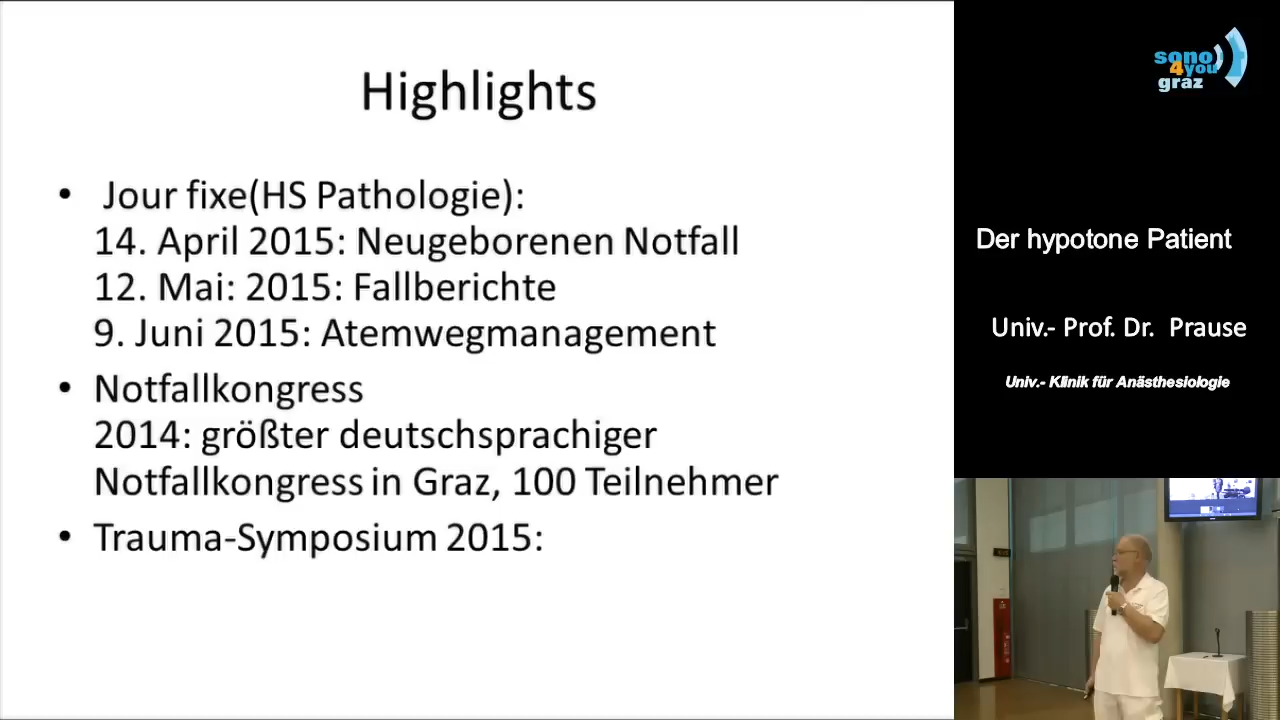 Highlights
• Jour fixe(HS Pathologie):
14. April 2015: Neugeborenen Notfall
12. Mai: 2015: Fallberichte
9. Juni 2015: Atemwegmanagement
• Notfallkongress
2014: größter deutschsprachiger
Notfallkongress in Graz, 100 Teilnehmer
• Trauma-Symposium 2015:
sono
4you
graz
Der hypotone Patient
Univ.- Prof. Dr. Prause
Univ.- Klinik für Anästhesiologie